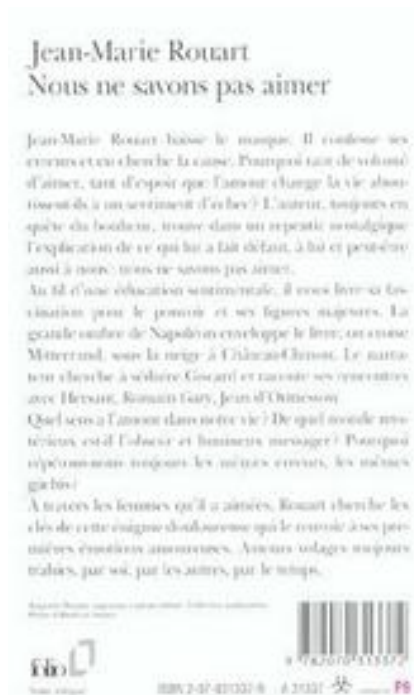 Jean-Marie Rouart
Nous ne savons pas aimer
Jean-Marie Rouart baisse le masque. Il confesse ses
erreurs et en cherche la cause. Pourquoi tant de volonté
d'aimer, tant d'espoir que l'amour change la vie abou-
tissent-ils à un sentiment d'échec? L'auteur, toujours en
quête du bonheur, trouve dans un repentir nostalgique
l'explication de ce qui lui a fait défaut, à lui et peut-être
aussi à nous: nous ne savons pas aimer.
Au fil d'une éducation sentimentale, il nous livre sa fas-
cination pour le pouvoir et ses figures majeures. La
grande ombre de Napoléon enveloppe le livre, on croise
Mitterrand, sous la neige à Château-Chinon. Le narra-
teur cherche à séduire Giscard et raconte ses rencontres
avec Hersant, Romain Gary, Jean d'Ormesson.
Quel sens a l'amour dans notre vie? De quel monde mys-
térieux est-il l'obscur et lumineux messager? Pourquoi
répétons-nous toujours les mêmes erreurs, les mêmes
gâchis?
À travers les femmes qu'il a aimées, Rouart cherche les
clés de cette énigme douloureuse qui le renvoie à ses pre-
mières émotions amoureuses. Amours volages toujours
trahies, par soi, par les autres, par le temps.
folio
ISBN 2-07-031337-